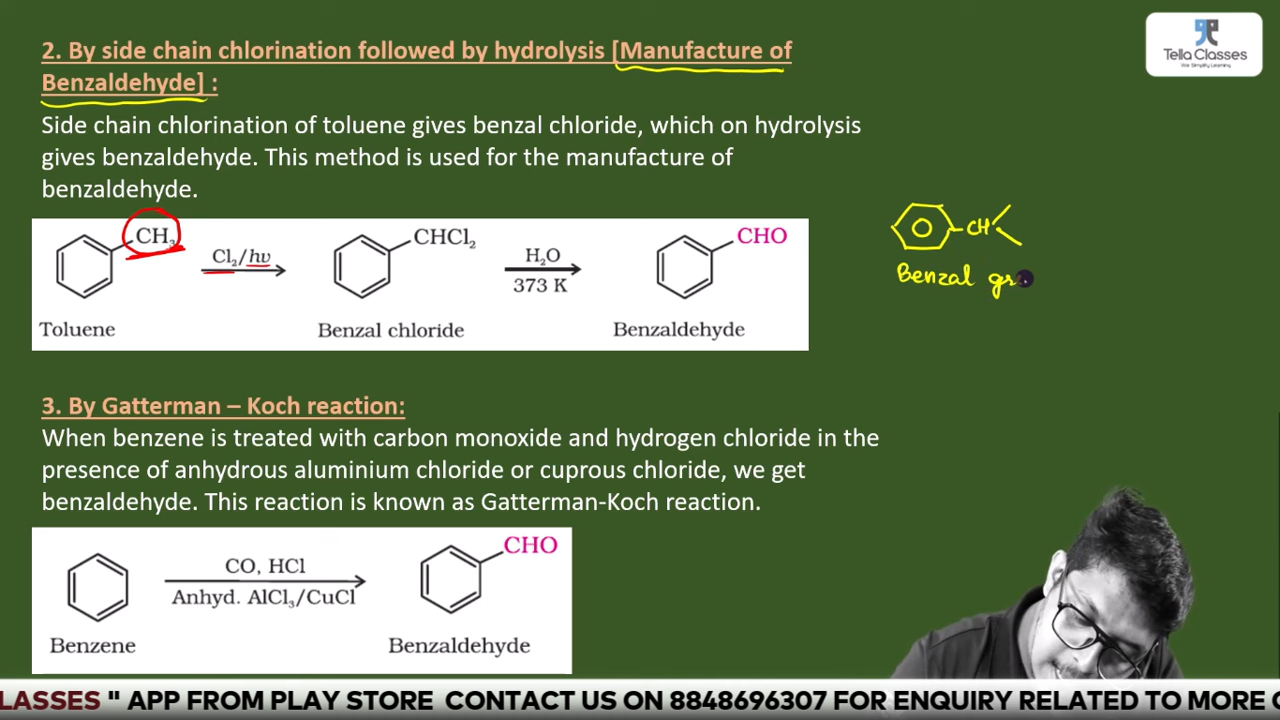 2. By side chain chlorination followed by hydrolysis [Manufacture of
Benzaldehyde] :
Tella Classes
We Simplify Learning
Side chain chlorination of toluene gives benzal chloride, which on hydrolysis
gives benzaldehyde. This method is used for the manufacture of
benzaldehyde.
CH₃
Cl₂/hν
CHCl₂
H₂O
373 K
CHO
Toluene
Benzal chloride
Benzaldehyde
CH
Benzal
3. By Gatterman – Koch reaction:
When benzene is treated with carbon monoxide and hydrogen chloride in the
presence of anhydrous aluminium chloride or cuprous chloride, we get
benzaldehyde. This reaction is known as Gatterman-Koch reaction.
CO, HCl
Anhyd. AlCl₃/CuCl
CHO
Benzene
Benzaldehyde
LASSES " APP FROM PLAY STORE CONTACT US ON 8848696307 FOR ENQUIRY RELATED TO MORE